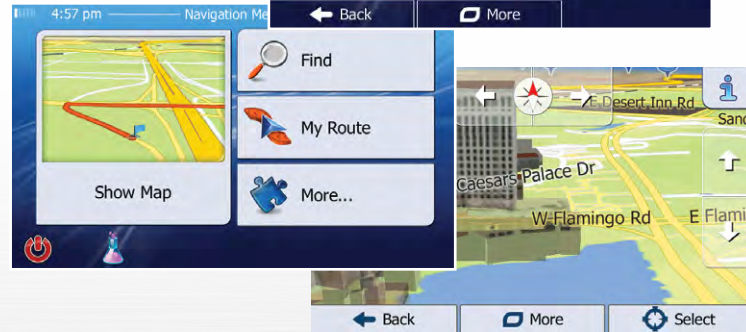 4:57 pm Navigation Me
Back More
Find
My Route
Show Map
More...
E Desert Inn Rd
Sand
Caesars Palace Dr
W Flamingo Rd E Flami
Back More Select